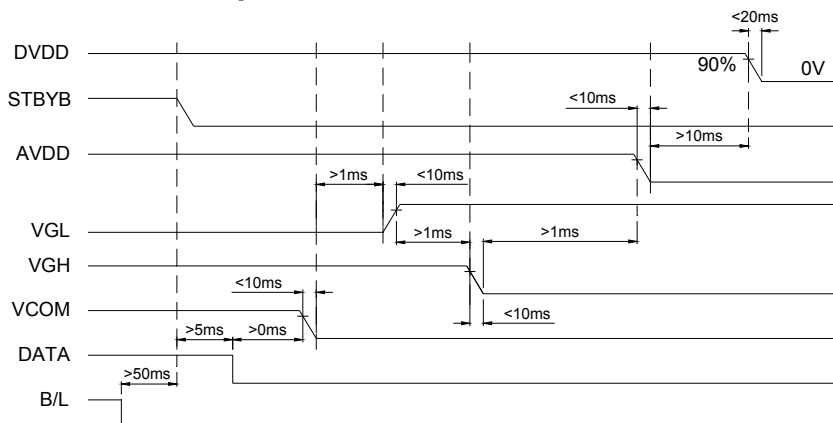 <20ms
DVDD
90%
0V
STBYB
<10ms
>10ms
AVDD
>1ms
<10ms
VGL
>1ms
>1ms
VGH
<10ms
<10ms
VCOM
>5ms
>0ms
DATA
>50ms
B/L